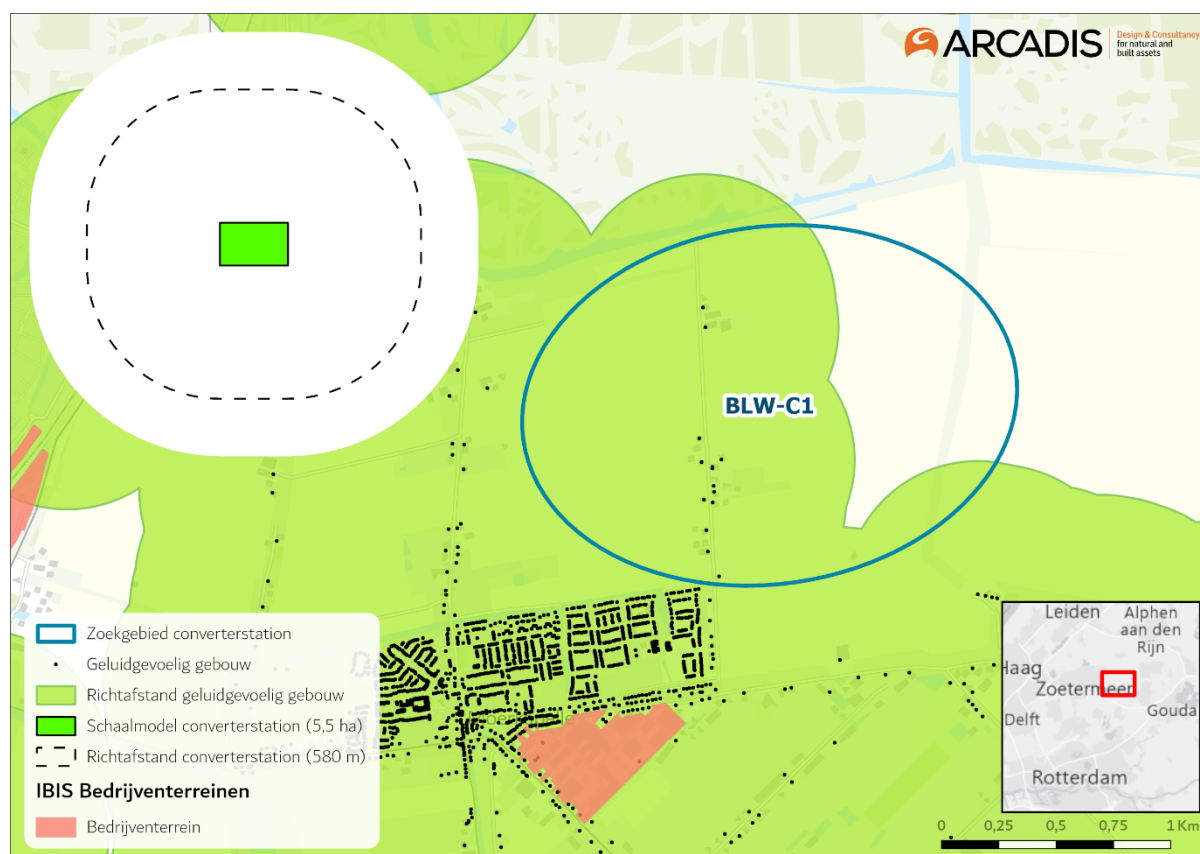 ARCADIS
Design & Consultancy
for natural and
built assets
BLW-C1
Zoekgebied converterstation
Geluidgevoelig gebouw
Richtafstand geluidgevoelig gebouw
Schaalmodel converterstation (5,5 ha)
Richtafstand converterstation (580 m)
IBIS Bedrijventerreinen
Bedrijventerrein
Leiden
Alphen
aan den
Rijn
Haag
Zoetermeer
Gouda
Delft
Rotterdam
0 0,25 0,5 0,75 1 Km